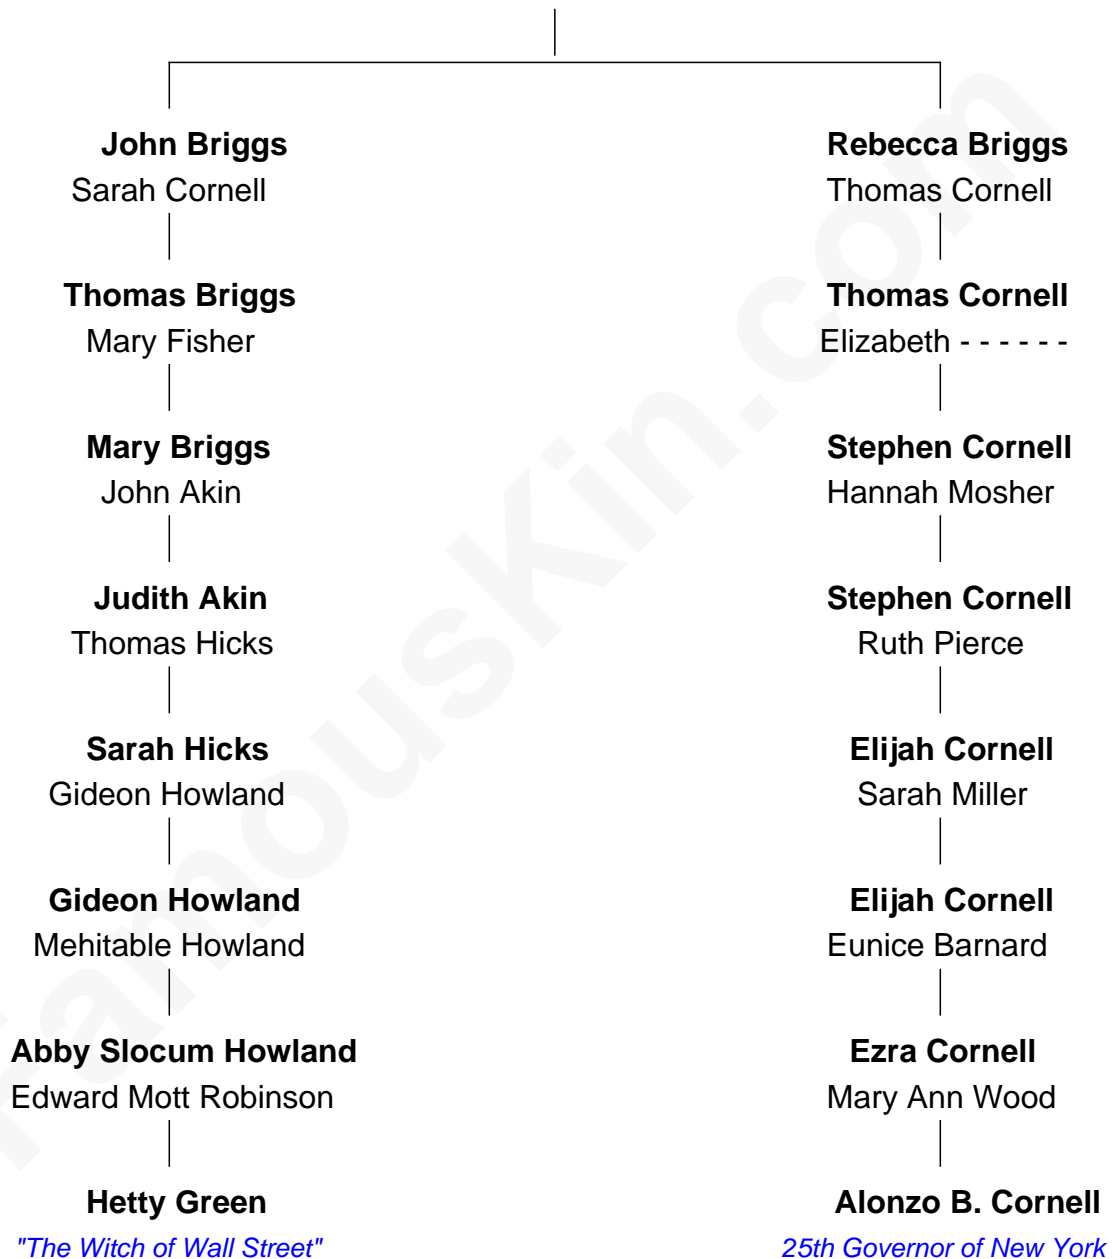 John Briggs
Sarah Cornell
Rebecca Briggs
Thomas Cornell
Thomas Briggs
Mary Fisher
Thomas Cornell
Elizabeth - - - - - -
Mary Briggs
John Akin
Stephen Cornell
Hannah Mosher
Judith Akin
Thomas Hicks
Stephen Cornell
Ruth Pierce
Sarah Hicks
Gideon Howland
Elijah Cornell
Sarah Miller
Gideon Howland
Mehitable Howland
Elijah Cornell
Eunice Barnard
Abby Slocum Howland
Edward Mott Robinson
Ezra Cornell
Mary Ann Wood
Hetty Green
"The Witch of Wall Street"
Alonzo B. Cornell
25th Governor of New York
FamousKin.com